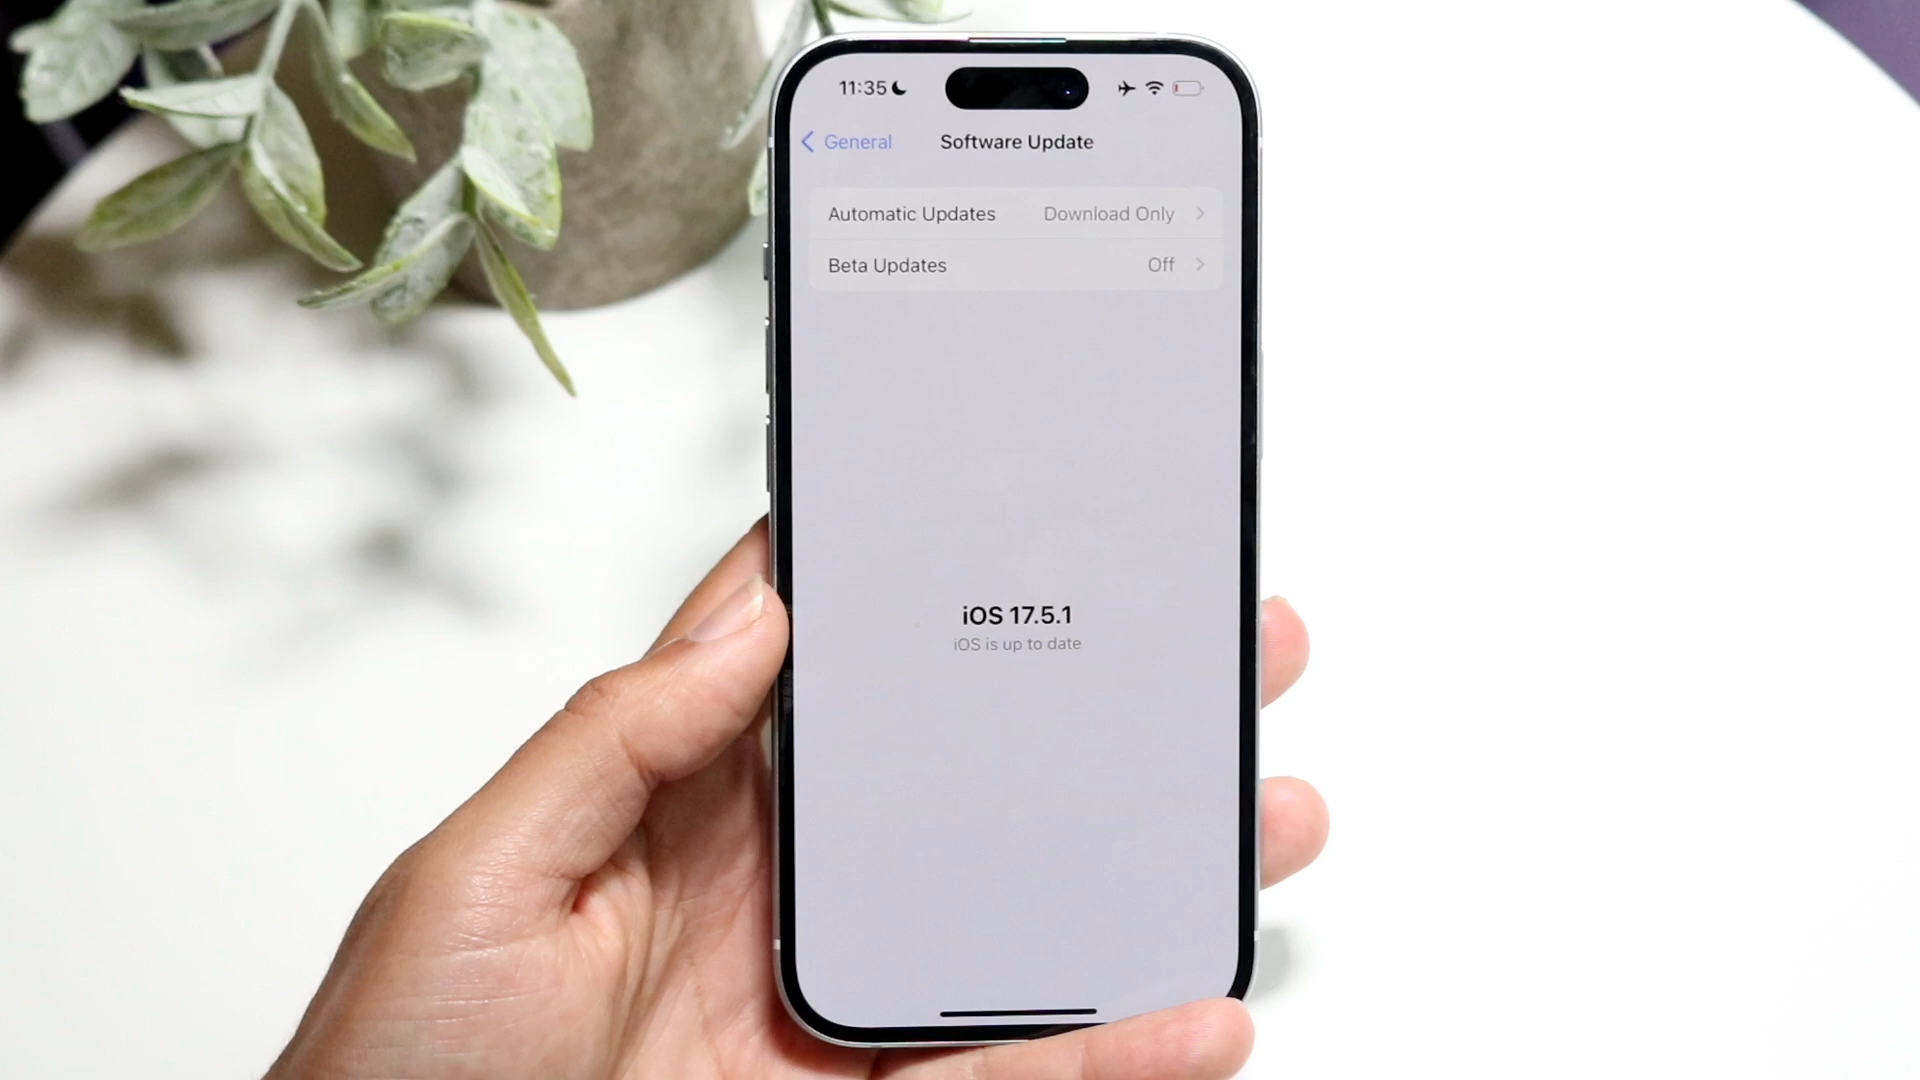 11:35
General
Software Update
Automatic Updates Download Only
Beta Updates Off
iOS 17.5.1
iOS is up to date